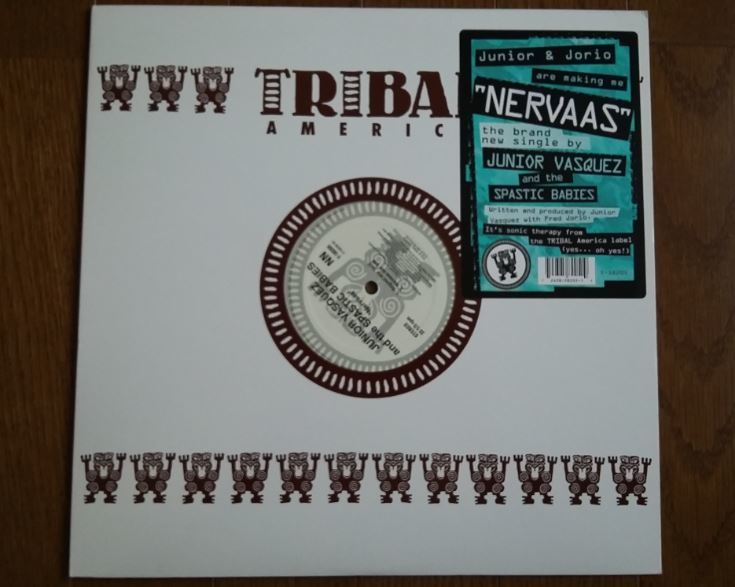 TRIBA
AMERIC
Junior & Jorio
are making me
"NERVAAS"
the brand
new single by
JUNIOR VASQUEZ
and the
SPASTIC BABIES
Written and produced by Junior
Vasquez with Fred Jorio.
It's sonic therapy from
the TRIBAL America label
(yes... oh yes!)
JUNIOR VASQUEZ
and the SPASTIC BABIES
NN